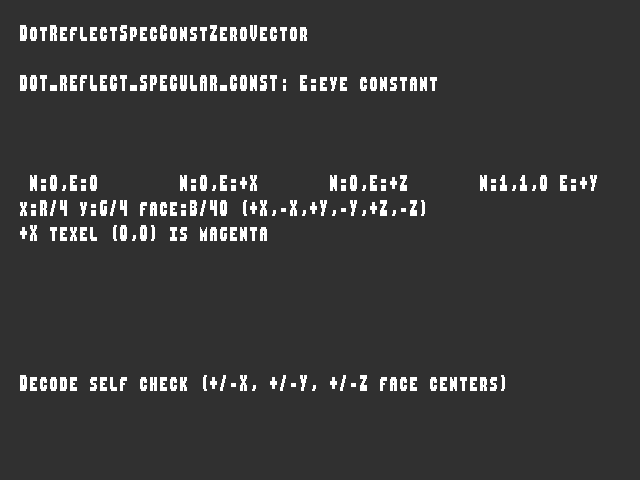 DotReflectSpecConstZeroVector
DOT_REFLECT_SPECULAR_CONST: E:eye constant
N:0,E:0 N:0,E:+X N:0,E:+Z N:1,1,0 E:+Y
x:R/4 y:G/4 face:B/40 (+X,-X,+Y,-Y,+Z,-Z)
+X texel (0,0) is magenta
Decode self check (+/-X, +/-Y, +/-Z face centers)